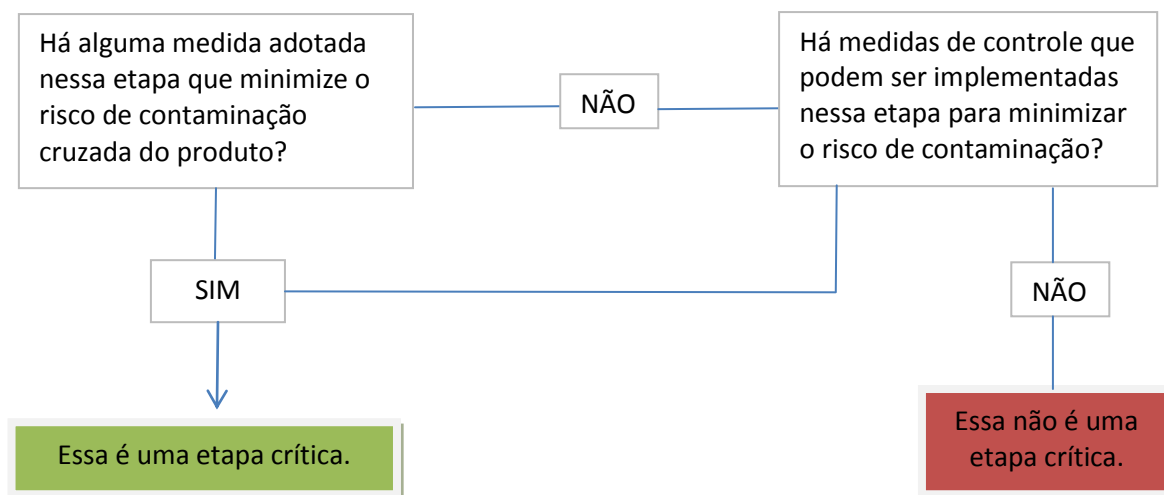 Há alguma medida adotada
nessa etapa que minimize o
risco de contaminação
cruzada do produto?
NÃO
Há medidas de controle que
podem ser implementadas
nessa etapa para minimizar
o risco de contaminação?
SIM
NÃO
Essa é uma etapa crítica.
Essa não é uma
etapa crítica.